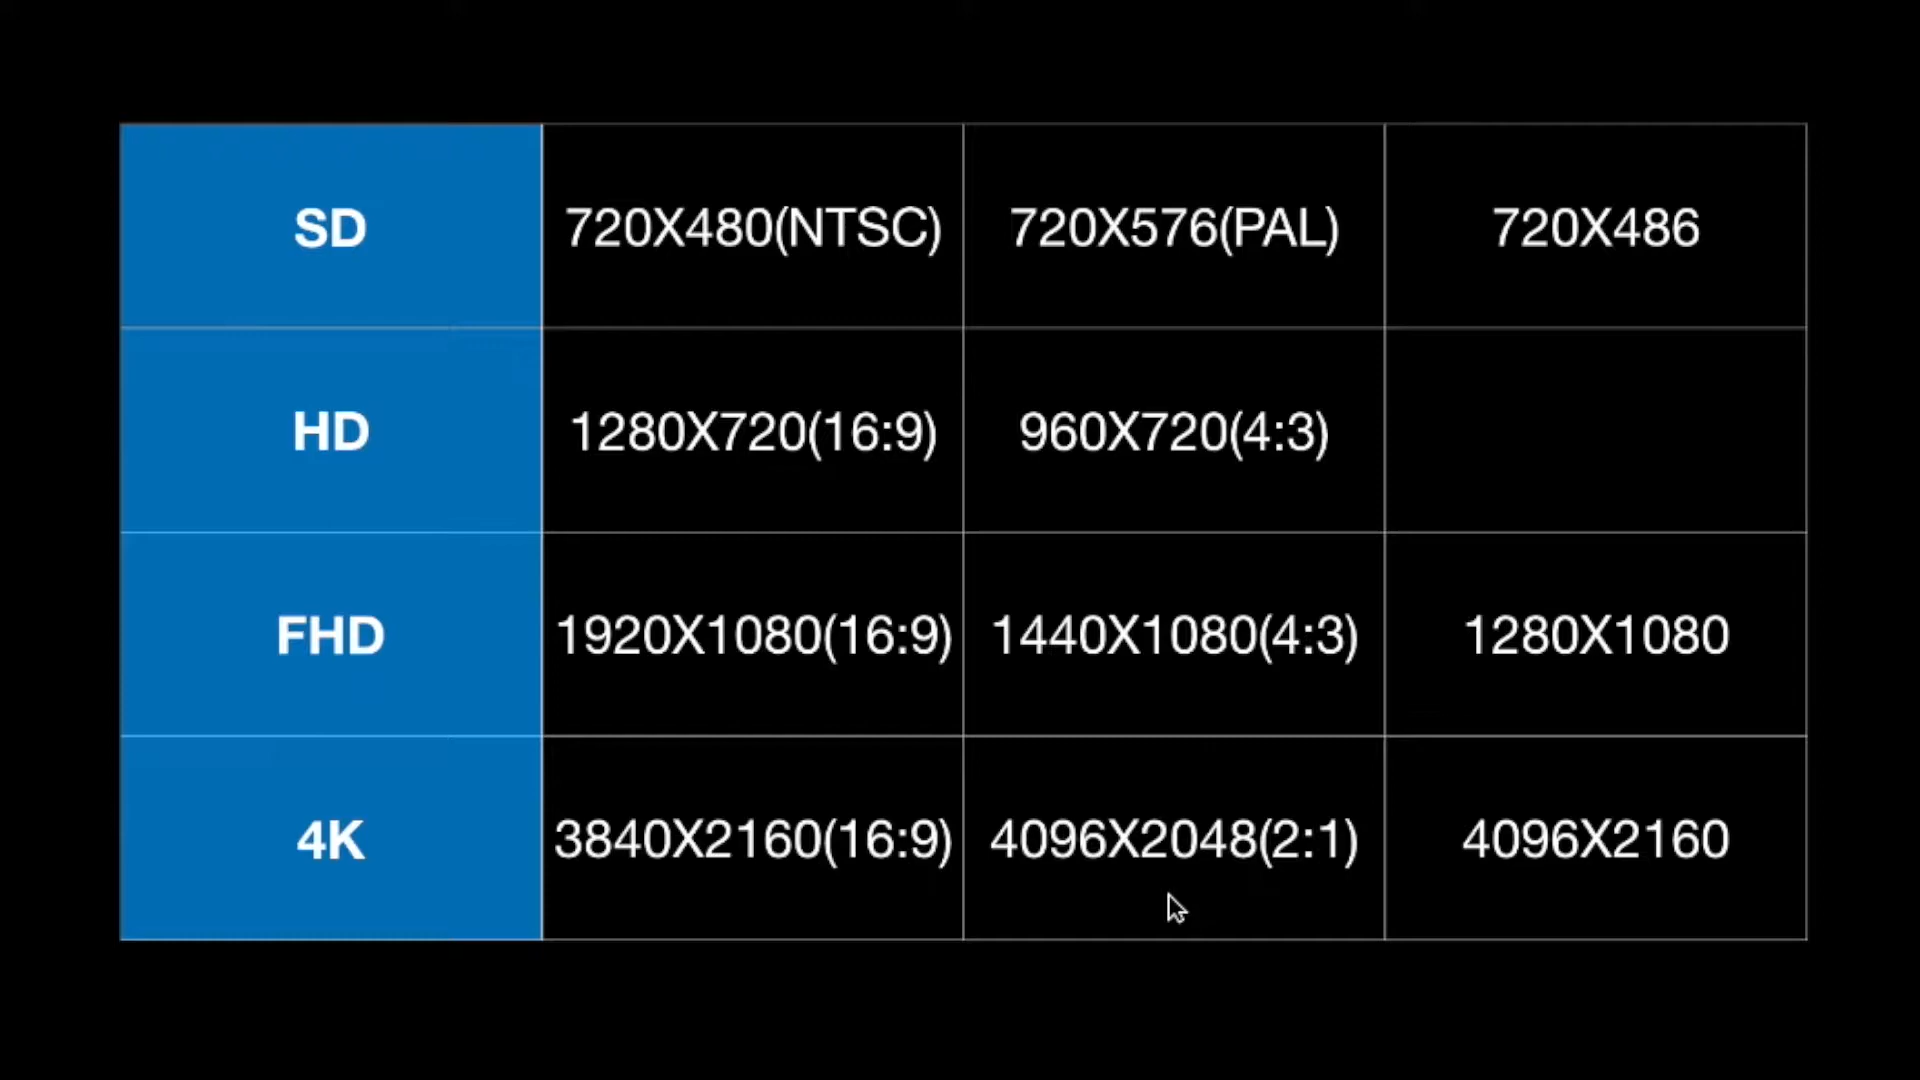 SD 720X480(NTSC) 720X576(PAL) 720X486
HD 1280X720(16:9) 960X720(4:3)
FHD 1920X1080(16:9) 1440X1080(4:3) 1280X1080
4K 3840X2160(16:9) 4096X2048(2:1) 4096X2160